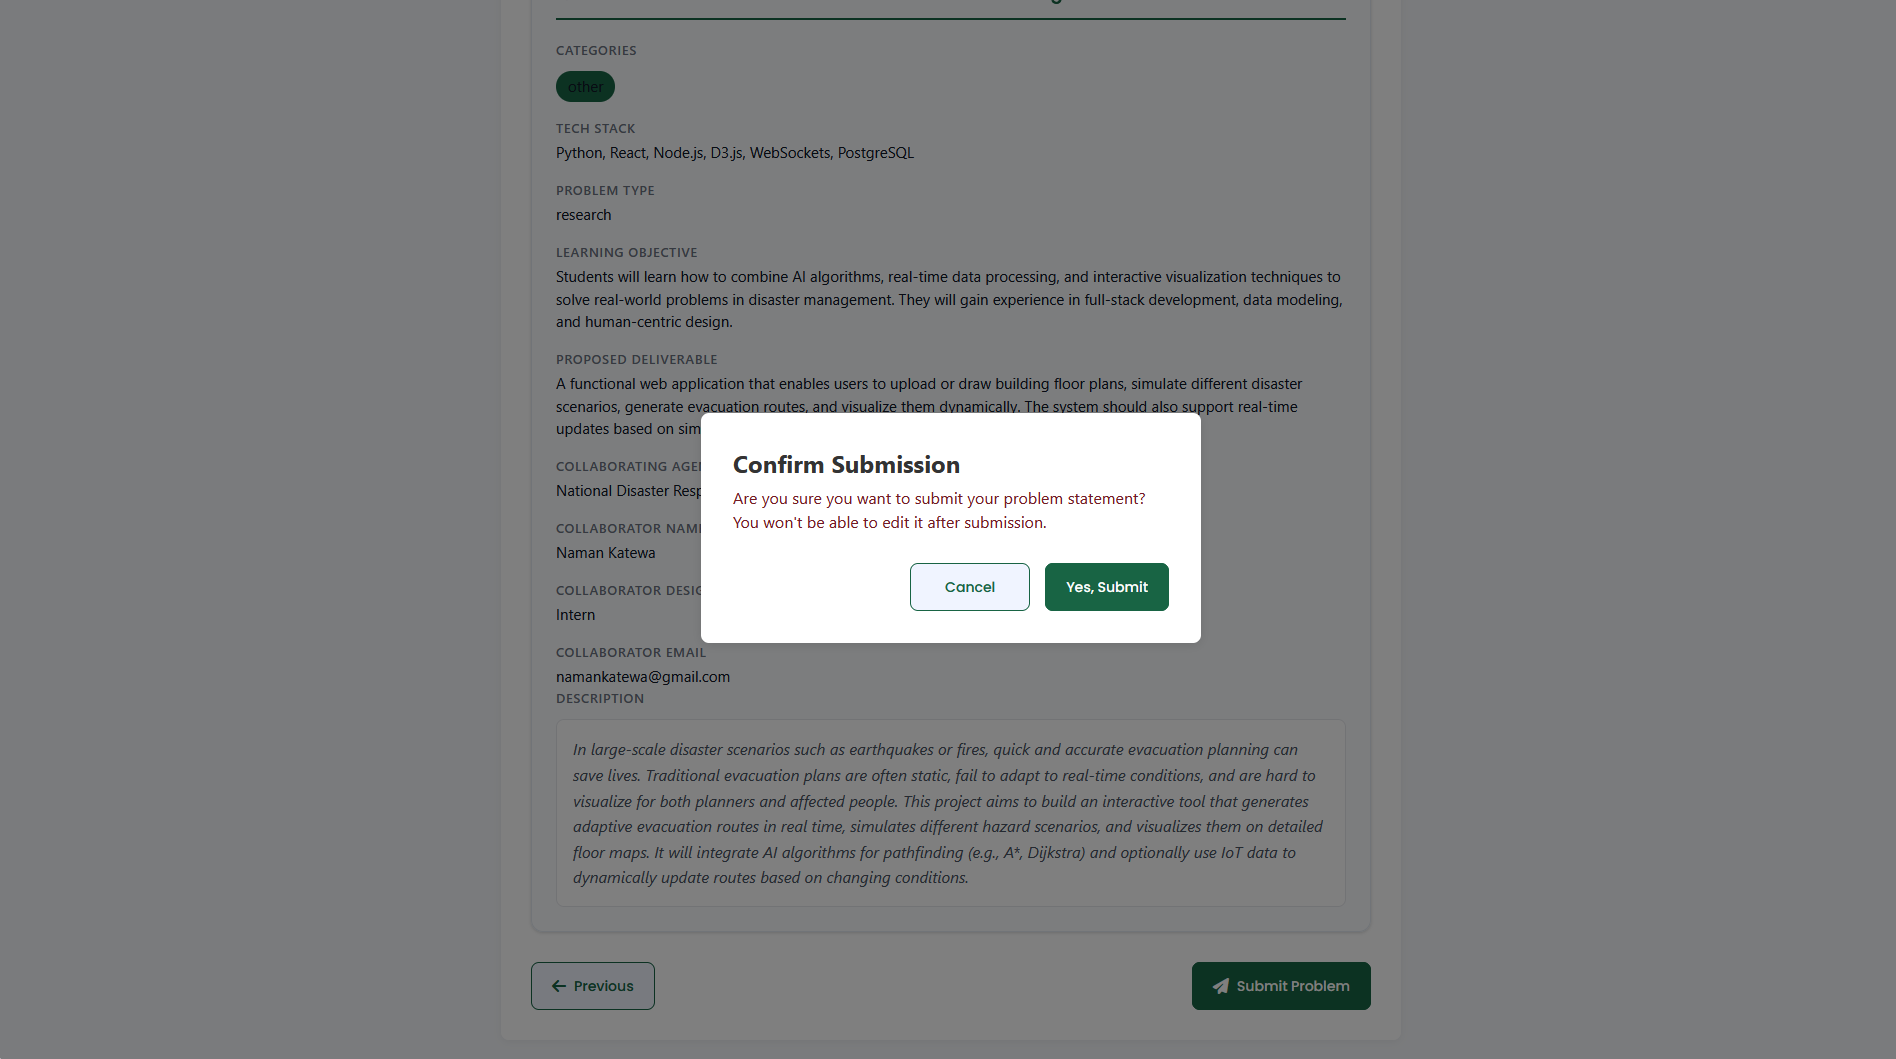 CATEGORIES
other
TECH STACK
Python, React, Node.js, D3.js, WebSockets, PostgreSQL
PROBLEM TYPE
research
LEARNING OBJECTIVE
Students will learn how to combine AI algorithms, real-time data processing, and interactive visualization techniques to
solve real-world problems in disaster management. They will gain experience in full-stack development, data modeling,
and human-centric design.
PROPOSED DELIVERABLE
A functional web application that enables users to upload or draw building floor plans, simulate different disaster
scenarios, generate evacuation routes, and visualize them dynamically. The system should also support real-time
updates based on
COLLABORATING
National Disaster
COLLABORATOR
Naman Katewa
COLLABORATOR
Intern
COLLABORATOR EMAIL
namankatewa@gmail.com
Confirm Submission
Are you sure you want to submit your problem statement?
You won't be able to edit it after submission.
Cancel
Yes, Submit
DESCRIPTION
In large-scale disaster scenarios such as earthquakes or fires, quick and accurate evacuation planning can
save lives. Traditional evacuation plans are often static, fail to adapt to real-time conditions, and are hard to
visualize for both planners and affected people. This project aims to build an interactive tool that generates
adaptive evacuation routes in real time, simulates different hazard scenarios, and visualizes them on detailed
floor maps. It will integrate AI algorithms for pathfinding (e.g., A*, Dijkstra) and optionally use IoT data to
dynamically update routes based on changing conditions.
Previous
Submit Problem